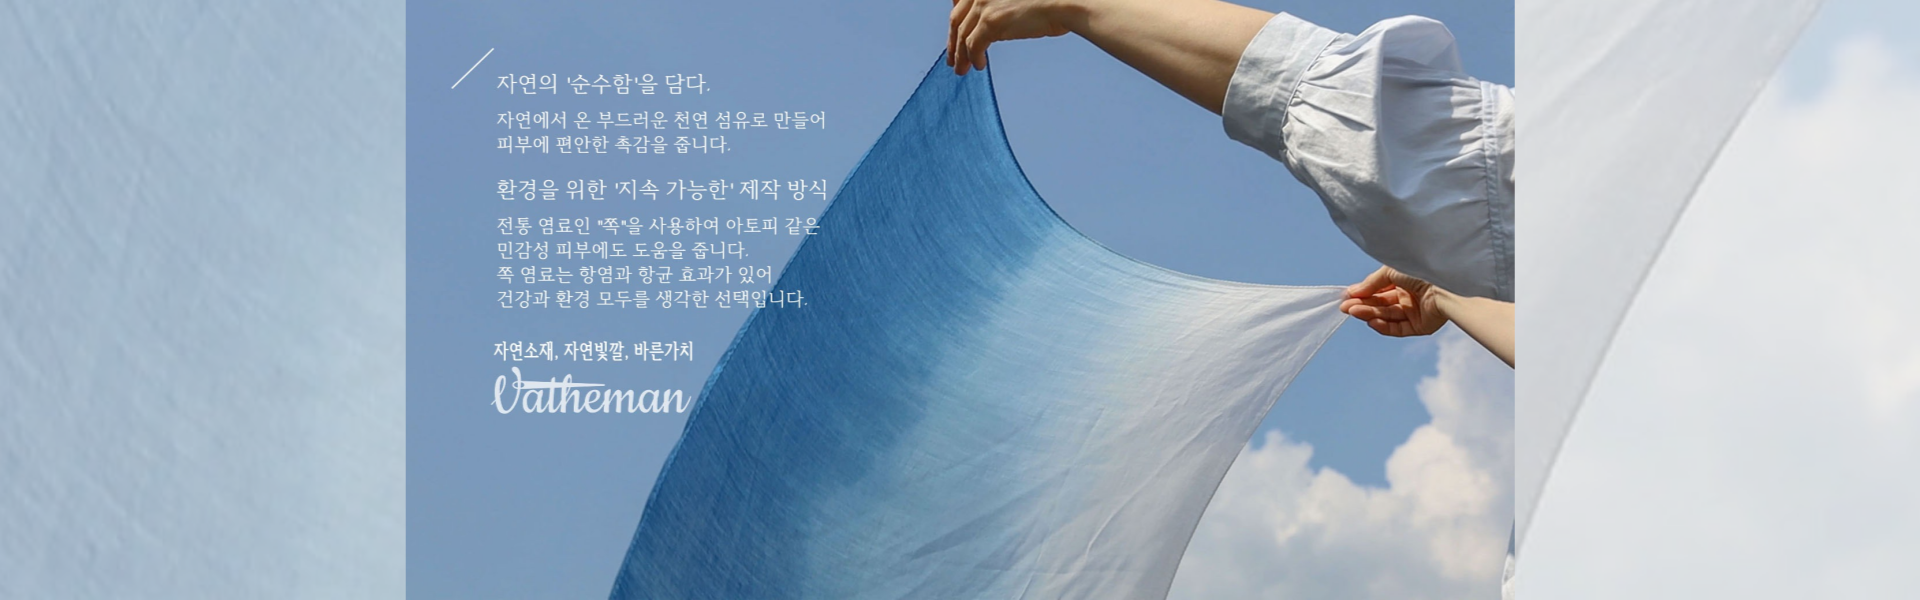 자연의 '순수함'을 담다.
자연에서 온 부드러운 천연 섬유로 만들어
피부에 편안한 촉감을 줍니다.
환경을 위한 '지속 가능한' 제작 방식
전통 염료인 "쪽"을 사용하여 아토피 같은
민감성 피부에도 도움을 줍니다.
쪽 염료는 항염과 항균 효과가 있어
건강과 환경 모두를 생각한 선택입니다.
자연소재, 자연빛깔, 바른가치
Vatheman